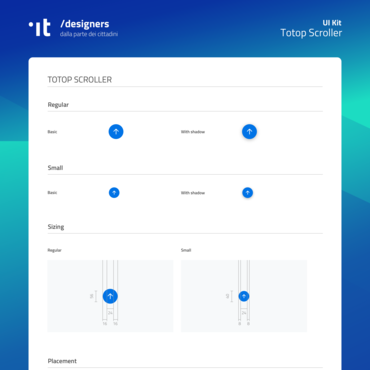 ·it
/designers
dalla parte dei cittadini
UI Kit
Totop Scroller
TOTOP SCROLLER
Regular
Basic
With shadow
Small
Basic
With shadow
Sizing
Regular
Small
Placement